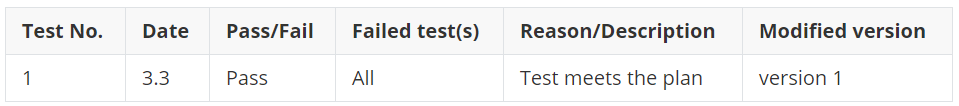 Test No. Date Pass/Fail Failed test(s) Reason/Description Modified version
1 3.3 Pass All Test meets the plan version 1